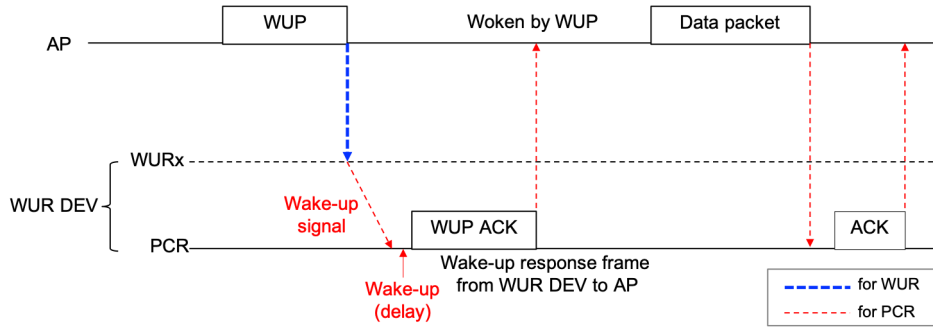 WUP
Woken by WUP
Data packet
AP
WURx
WUR DEV
Wake-up
signal
WUP ACK
ACK
PCR
Wake-up response frame
from WUR DEV to AP
Wake-up
(delay)
for WUR
for PCR